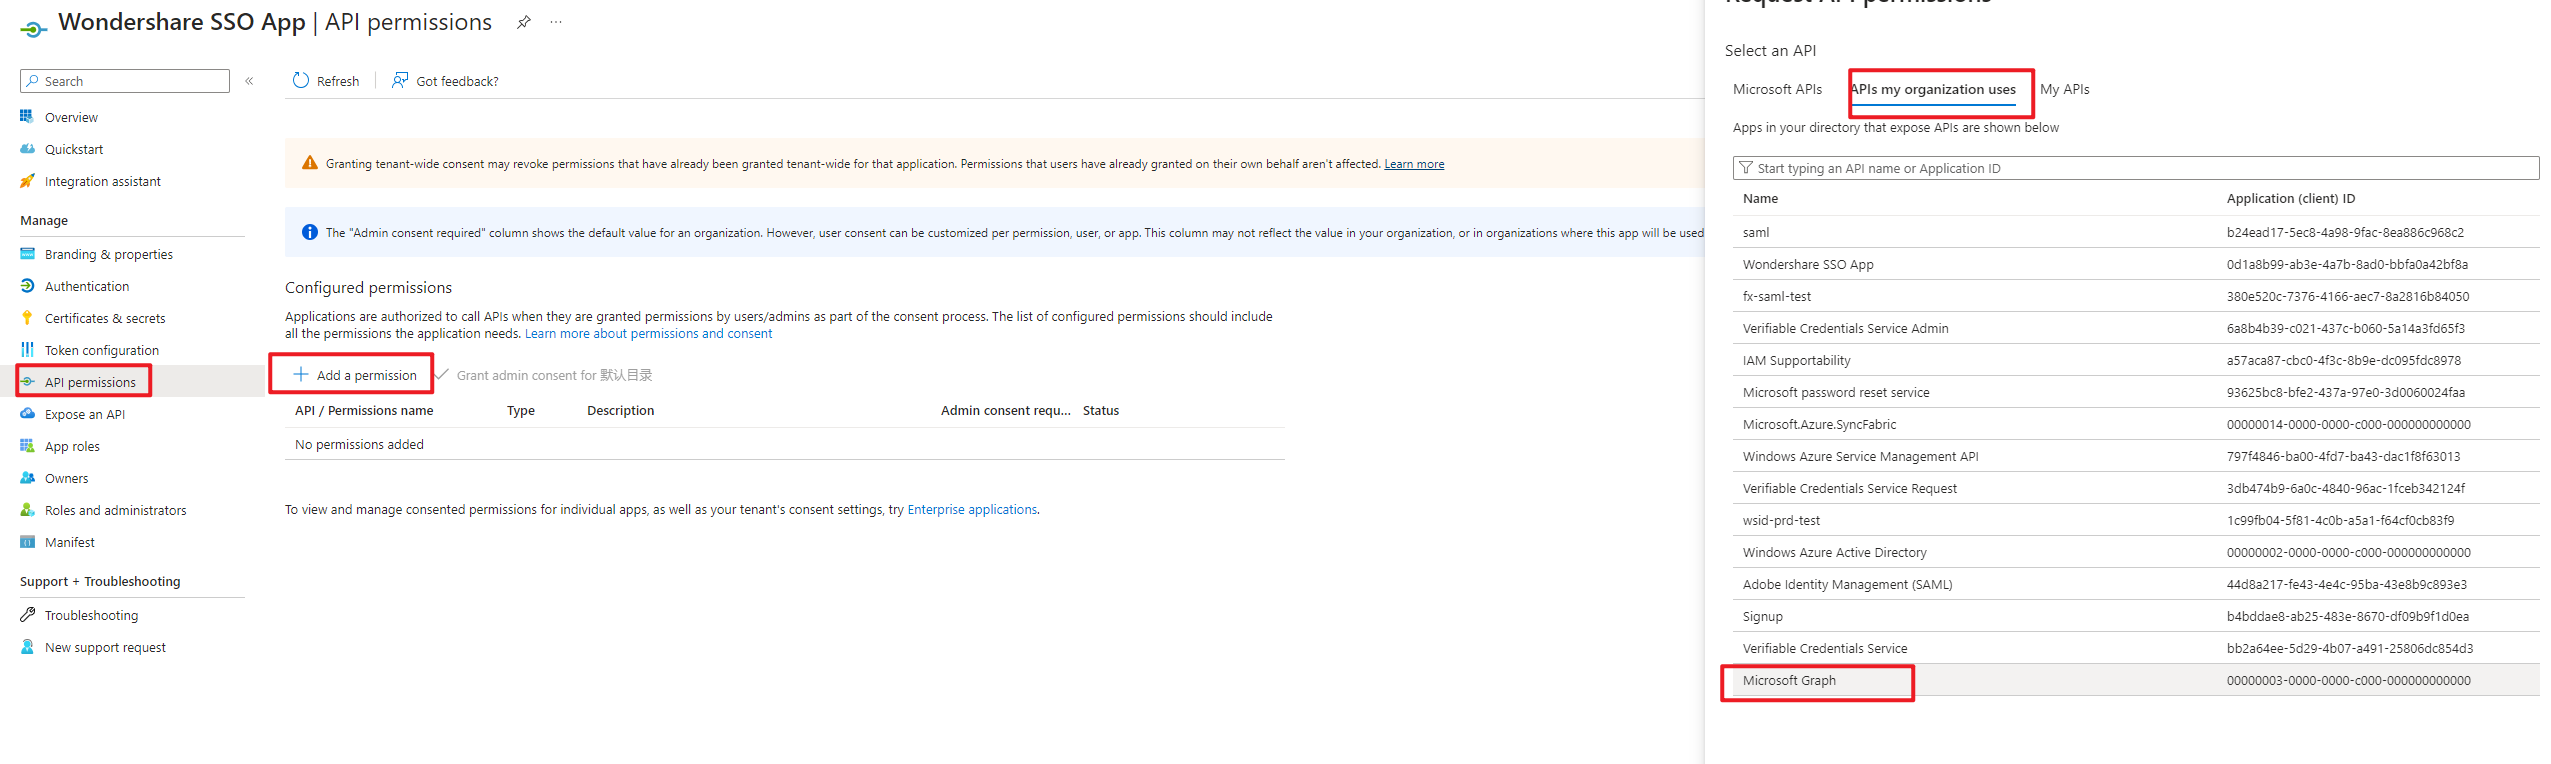 Wondershare SSO App | API permissions
Search
Overview
Quickstart
Integration assistant
Manage
Branding & properties
Authentication
Certificates & secrets
Token configuration
API permissions
Expose an API
App roles
Owners
Roles and administrators
Manifest
Support + Troubleshooting
Troubleshooting
New support request
Refresh
Got feedback?
Granting tenant-wide consent may revoke permissions that have already been granted tenant-wide for that application. Permissions that users have already granted on their own behalf aren't affected. Learn more
The "Admin consent required" column shows the default value for an organization. However, user consent can be customized per permission, user, or app. This column may not reflect the value in your organization, or in organizations where this app will be used
Configured permissions
Applications are authorized to call APIs when they are granted permissions by users/admins as part of the consent process. The list of configured permissions should include
all the permissions the application needs. Learn more about permissions and consent
Add a permission
Grant admin consent for 默认目录
API / Permissions name Type Description Admin consent requ... Status
No permissions added
To view and manage consented permissions for individual apps, as well as your tenant's consent settings, try Enterprise applications.
Request API permissions
Select an API
Microsoft APIs APIs my organization uses My APIs
Apps in your directory that expose APIs are shown below
Start typing an API name or Application ID
Name Application (client) ID
saml b24ead17-5ec8-4a98-9fac-8ea886c968c2
Wondershare SSO App 0d1a8b99-ab3e-4a7b-8ad0-bbfa0a42bf8a
fx-saml-test 380e520c-7376-4166-aec7-8a2816b84050
Verifiable Credentials Service Admin 6a8b4b39-c021-437c-b060-5a14a3fd65f3
IAM Supportability a57aca87-cbc0-4f3c-8b9e-dc095fdc8978
Microsoft password reset service 93625bc8-bfe2-437a-97e0-3d0060024faa
Microsoft.Azure.SyncFabric 00000014-0000-0000-c000-000000000000
Windows Azure Service Management API 797f4846-ba00-4fd7-ba43-dac1f8f63013
Verifiable Credentials Service Request 3db474b9-6a0c-4840-96ac-1fceb342124f
wsid-prd-test 1c99fb04-5f81-4c0b-a5a1-f64cf0cb83f9
Windows Azure Active Directory 00000002-0000-0000-c000-000000000000
Adobe Identity Management (SAML) 44d8a217-fe43-4e4c-95ba-43e8b9c893e3
Signup b4bddae8-ab25-483e-8670-df09b9f1d0ea
Verifiable Credentials Service bb2a64ee-5d29-4b07-a491-25806dc854d3
Microsoft Graph 00000003-0000-0000-c000-000000000000